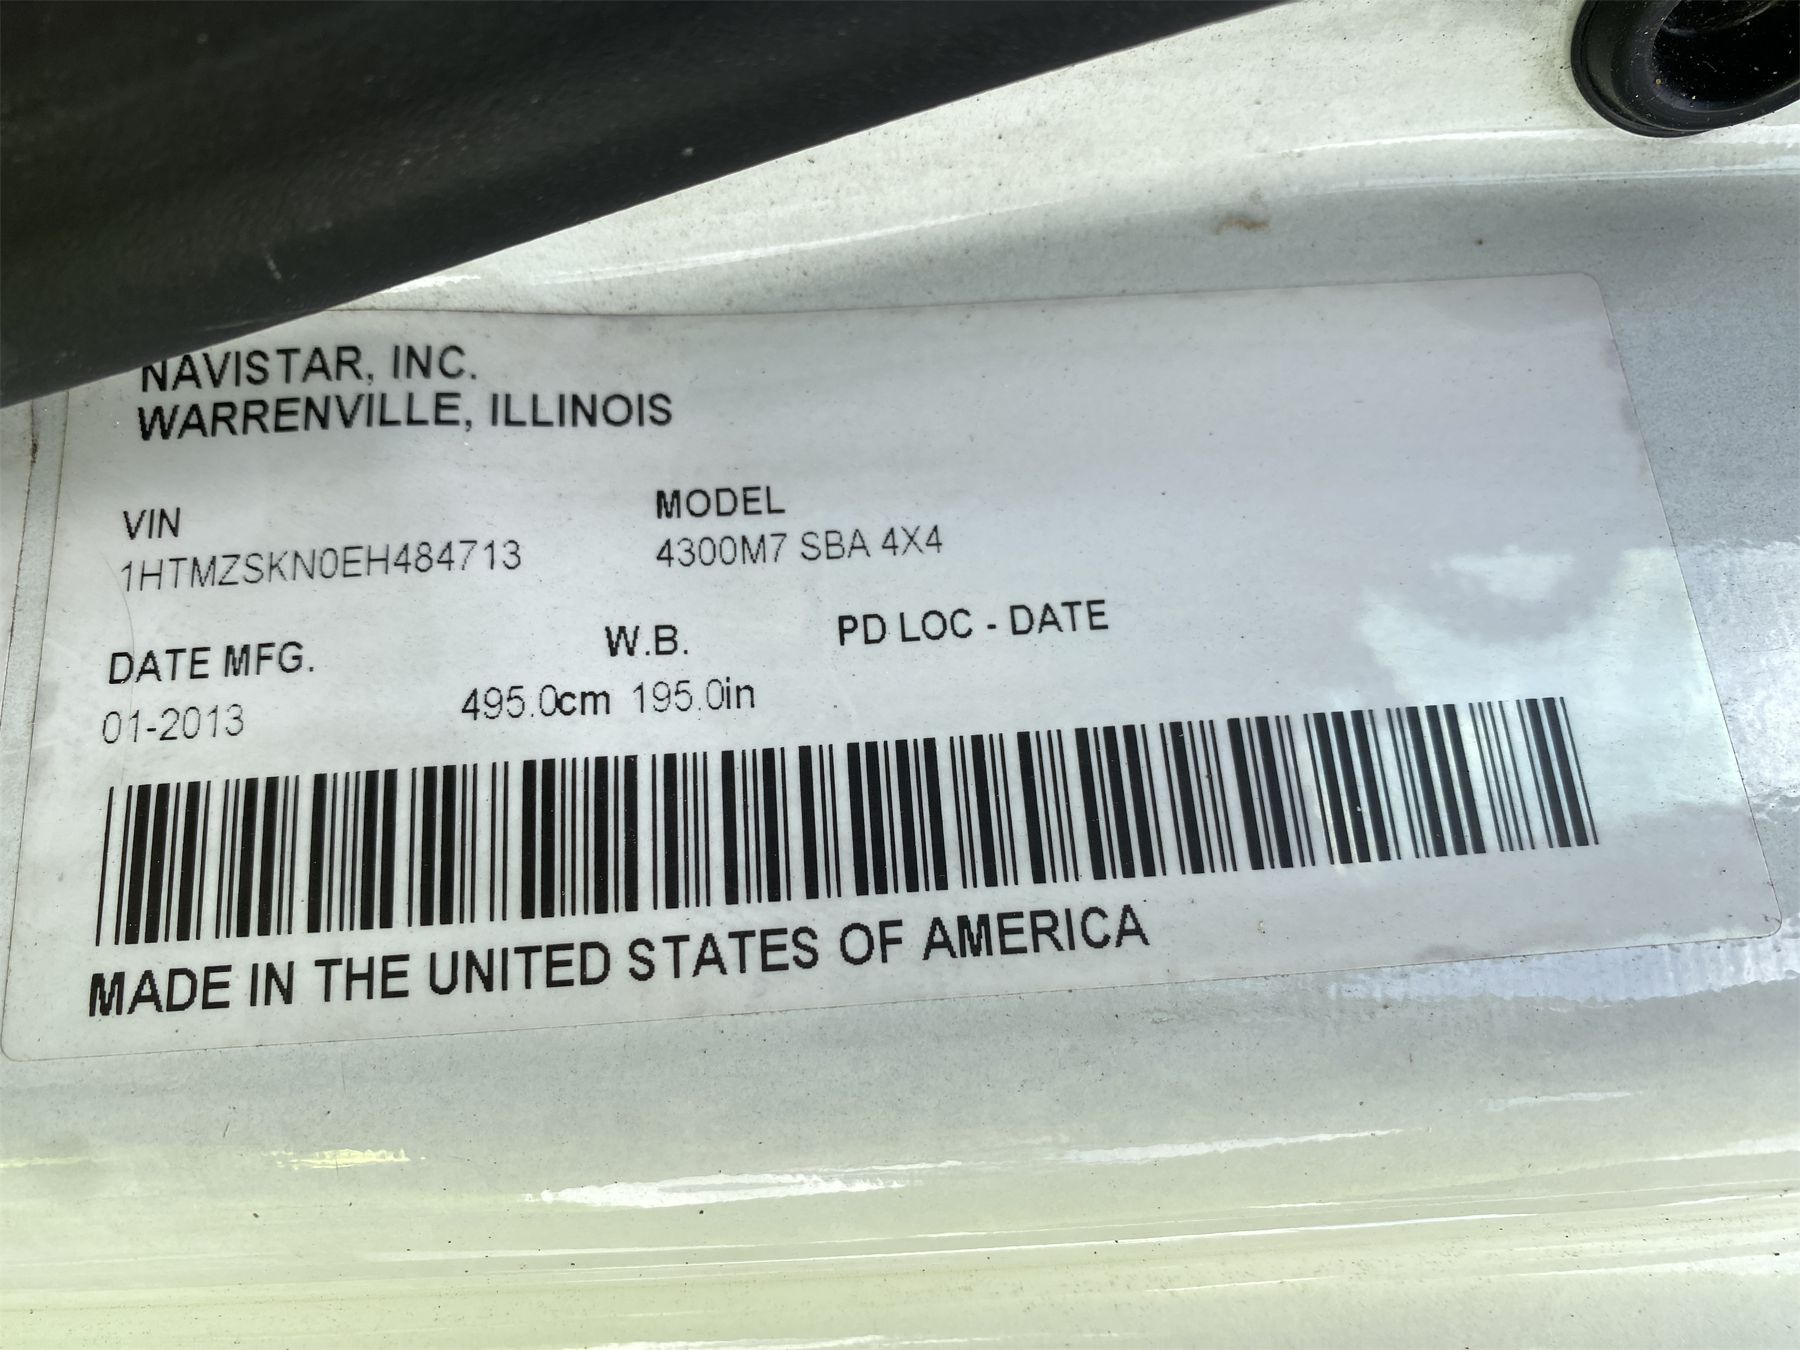 NAVISTAR, INC.
WARRENVILLE, ILLINOIS
VIN MODEL
1HTMZSKN0EH484713 4300M7 SBA 4X4
DATE MFG. W.B. PD LOC - DATE
01-2013 495.0cm 195.0in
MADE IN THE UNITED STATES OF AMERICA